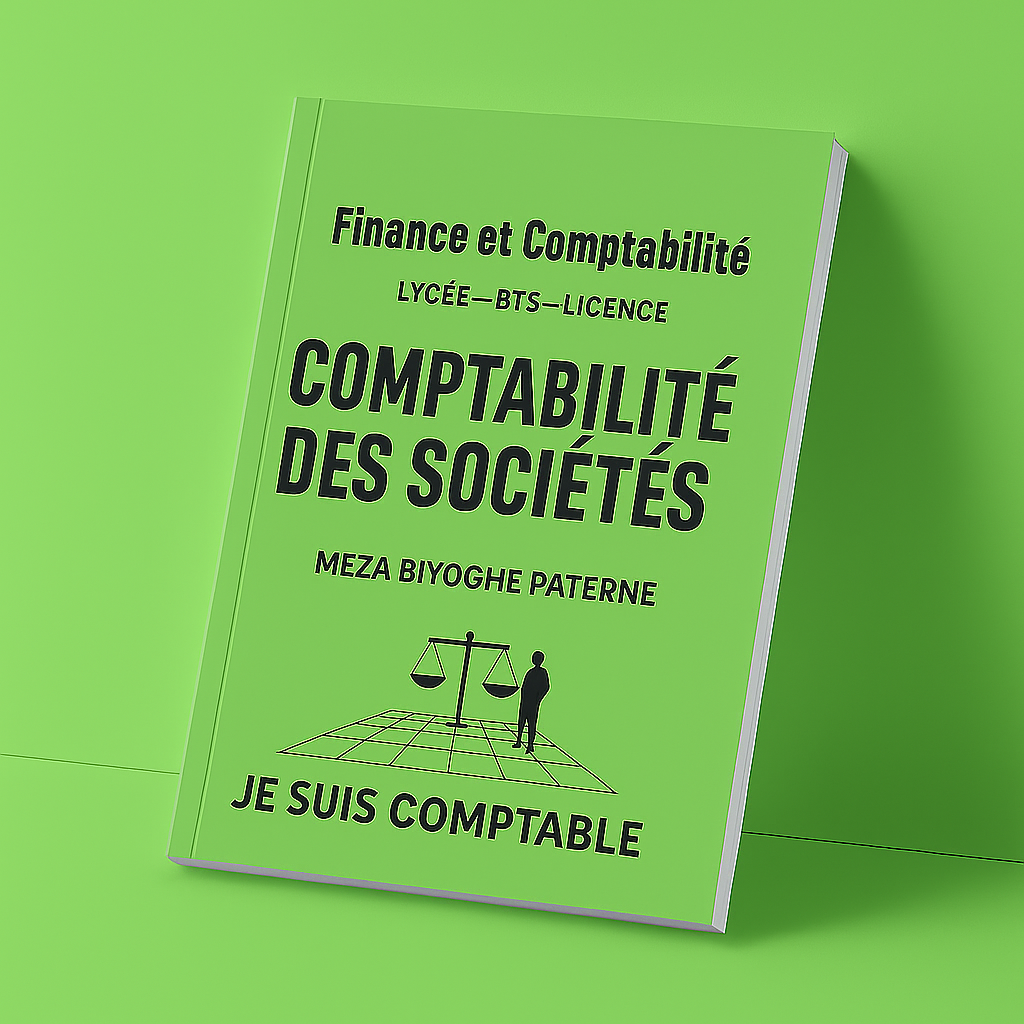 Finance et Comptabilité
LYCÉE—BTS—LICENCE
COMPTABILITÉ
DES SOCIÉTÉS
MEZA BIYOGHE PATERNE
JE SUIS COMPTABLE